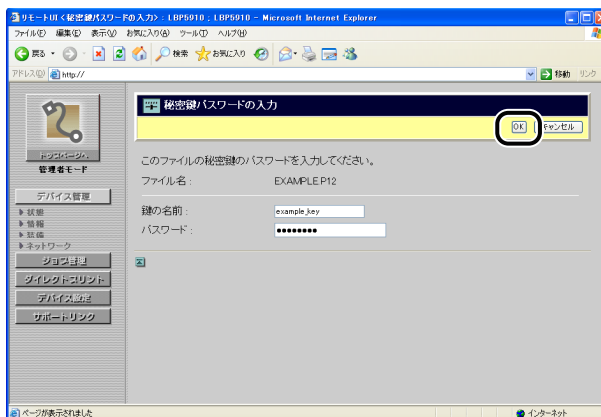 リモートUI <秘密鍵パスワードの入力> : LBP5910 ; LBP5910 - Microsoft Internet Explorer
ファイル(F) 編集(E) 表示(V) お気に入り(A) ツール(T) ヘルプ(H)
戻る 検索 お気に入り
アドレス(D) http:// 移動 リンク
秘密鍵パスワードの入力
OK キャンセル
トップページへ
管理者モード
デバイス管理
状態
情報
装備
ネットワーク
ジョブ管理
ダイレクトプリント
デバイス設定
サポートリンク
このファイルの秘密鍵のパスワードを入力してください。
ファイル名 : EXAMPLE.P12
鍵の名前 : example_key
パスワード : ●●●●●●●●
ページが表示されました インターネット